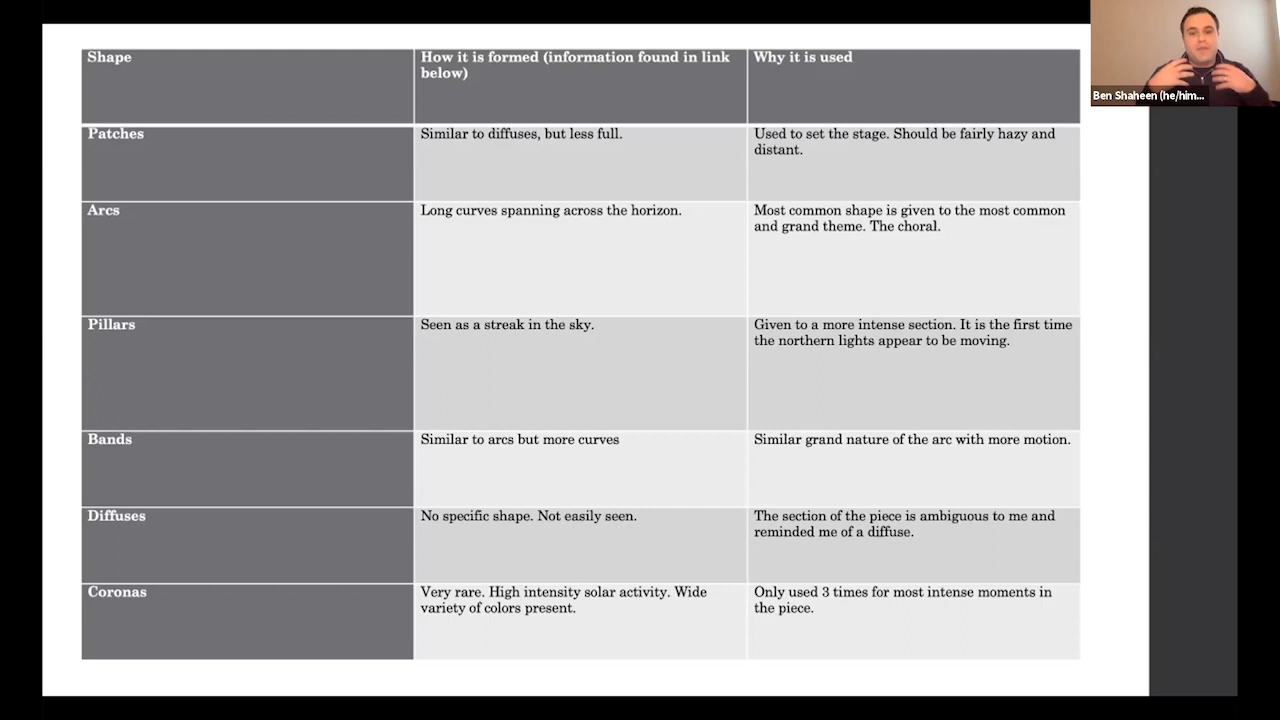 Shape
How it is formed (information found in link
below)
Why it is used
Patches
Similar to diffuses, but less full.
Used to set the stage. Should be fairly hazy and
distant.
Arcs
Long curves spanning across the horizon.
Most common shape is given to the most common
and grand theme. The choral.
Pillars
Seen as a streak in the sky.
Given to a more intense section. It is the first time
the northern lights appear to be moving.
Bands
Similar to arcs but more curves
Similar grand nature of the arc with more motion.
Diffuses
No specific shape. Not easily seen.
The section of the piece is ambiguous to me and
reminded me of a diffuse.
Coronas
Very rare. High intensity solar activity. Wide
variety of colors present.
Only used 3 times for most intense moments in
the piece.
Ben Shaheen (he/him...